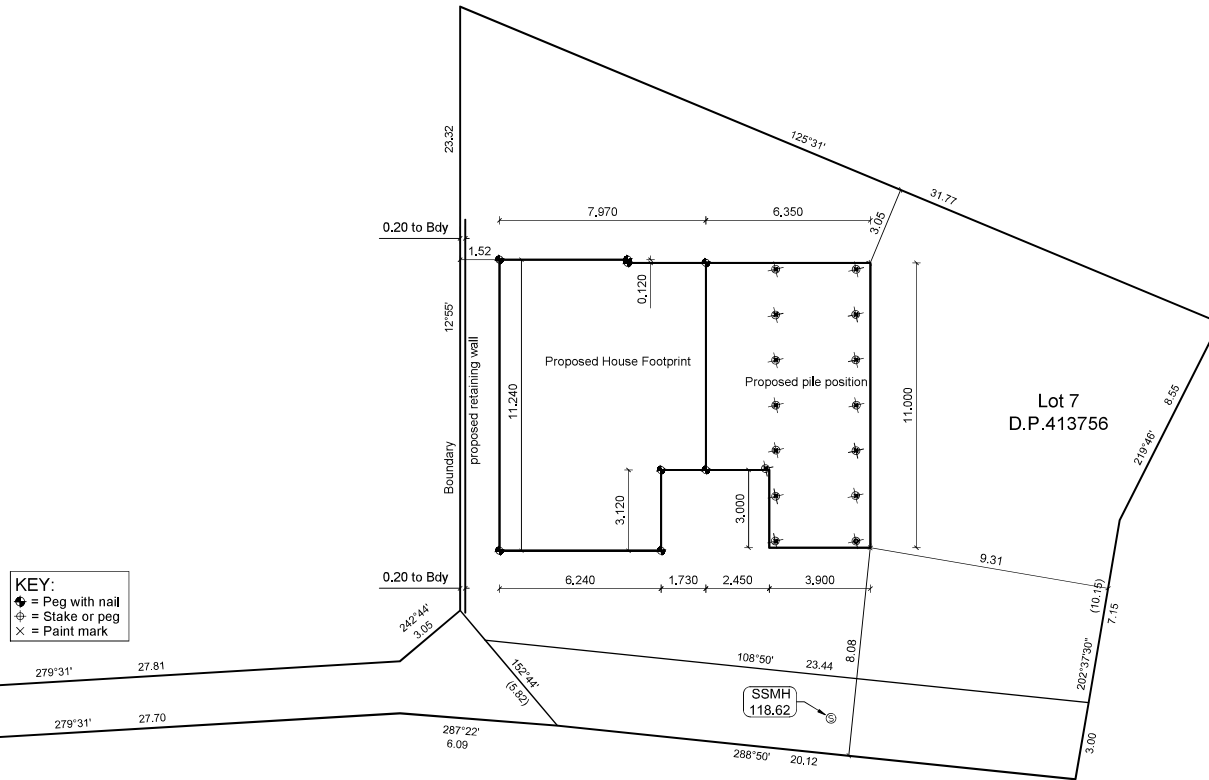 125°31'
31.77
23.32
3.05
7.970
6.350
0.20 to Bdy
1.52
0.120
12°55'
Boundary
proposed retaining wall
Proposed House Footprint
Proposed pile position
11.240
11.000
Lot 7
D.P.413756
8.55
219°46'
3.120
3.000
9.31
(10.15)
7.15
202°37'30"
0.20 to Bdy
6.240
1.730
2.450
3.900
KEY:
= Peg with nail
= Stake or peg
= Paint mark
242°44'
3.05
279°31'
27.81
152°44'
(5.82)
108°50'
23.44
8.08
SSMH
118.62
S
279°31'
27.70
287°22'
6.09
288°50'
20.12
3.00